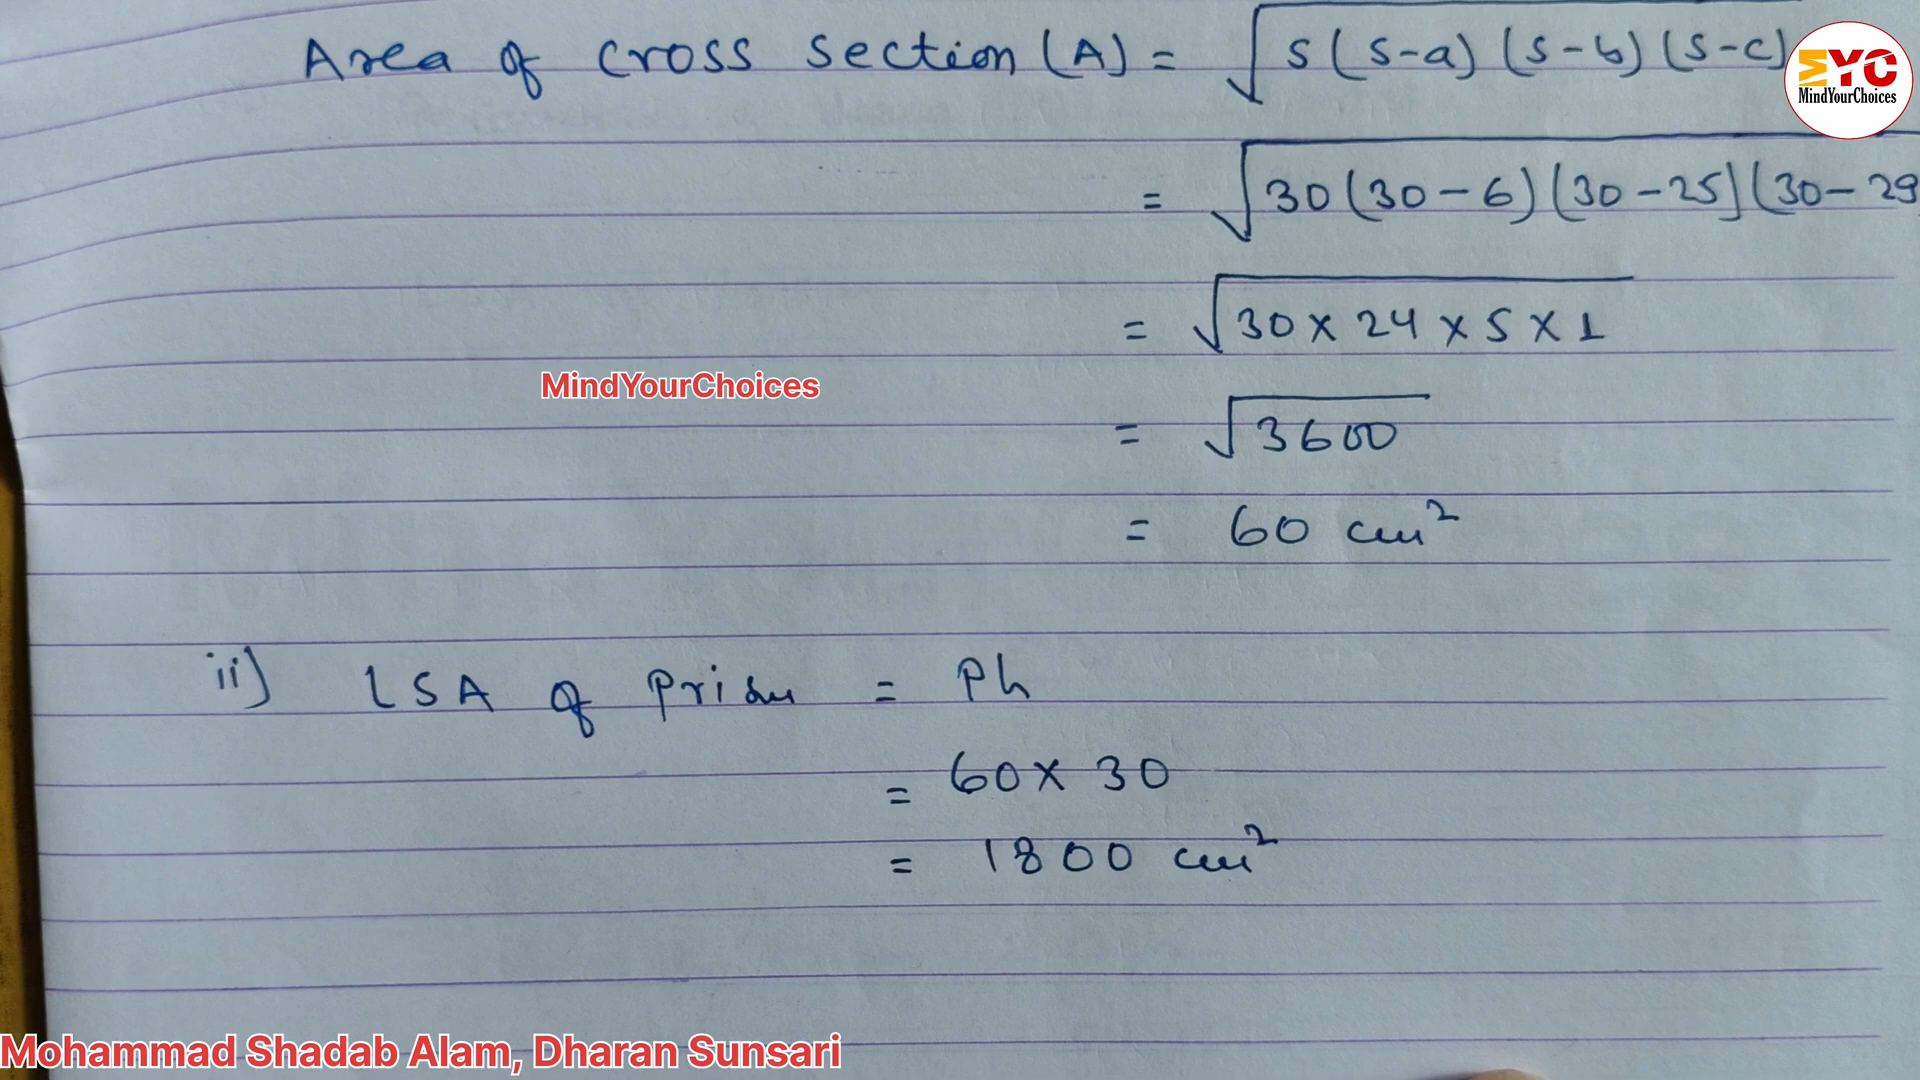 Area of cross section (A) = √s(s-a)(s-b)(s-c)
MYC
MindYourChoices
= √30(30-6)(30-25)(30-29
= √30 x 24 x 5 x 1
MindYourChoices
= √3600
= 60 cm²
ii) LSA of prism = Ph
= 60 x 30
= 1800 cm²
Mohammad Shadab Alam, Dharan Sunsari